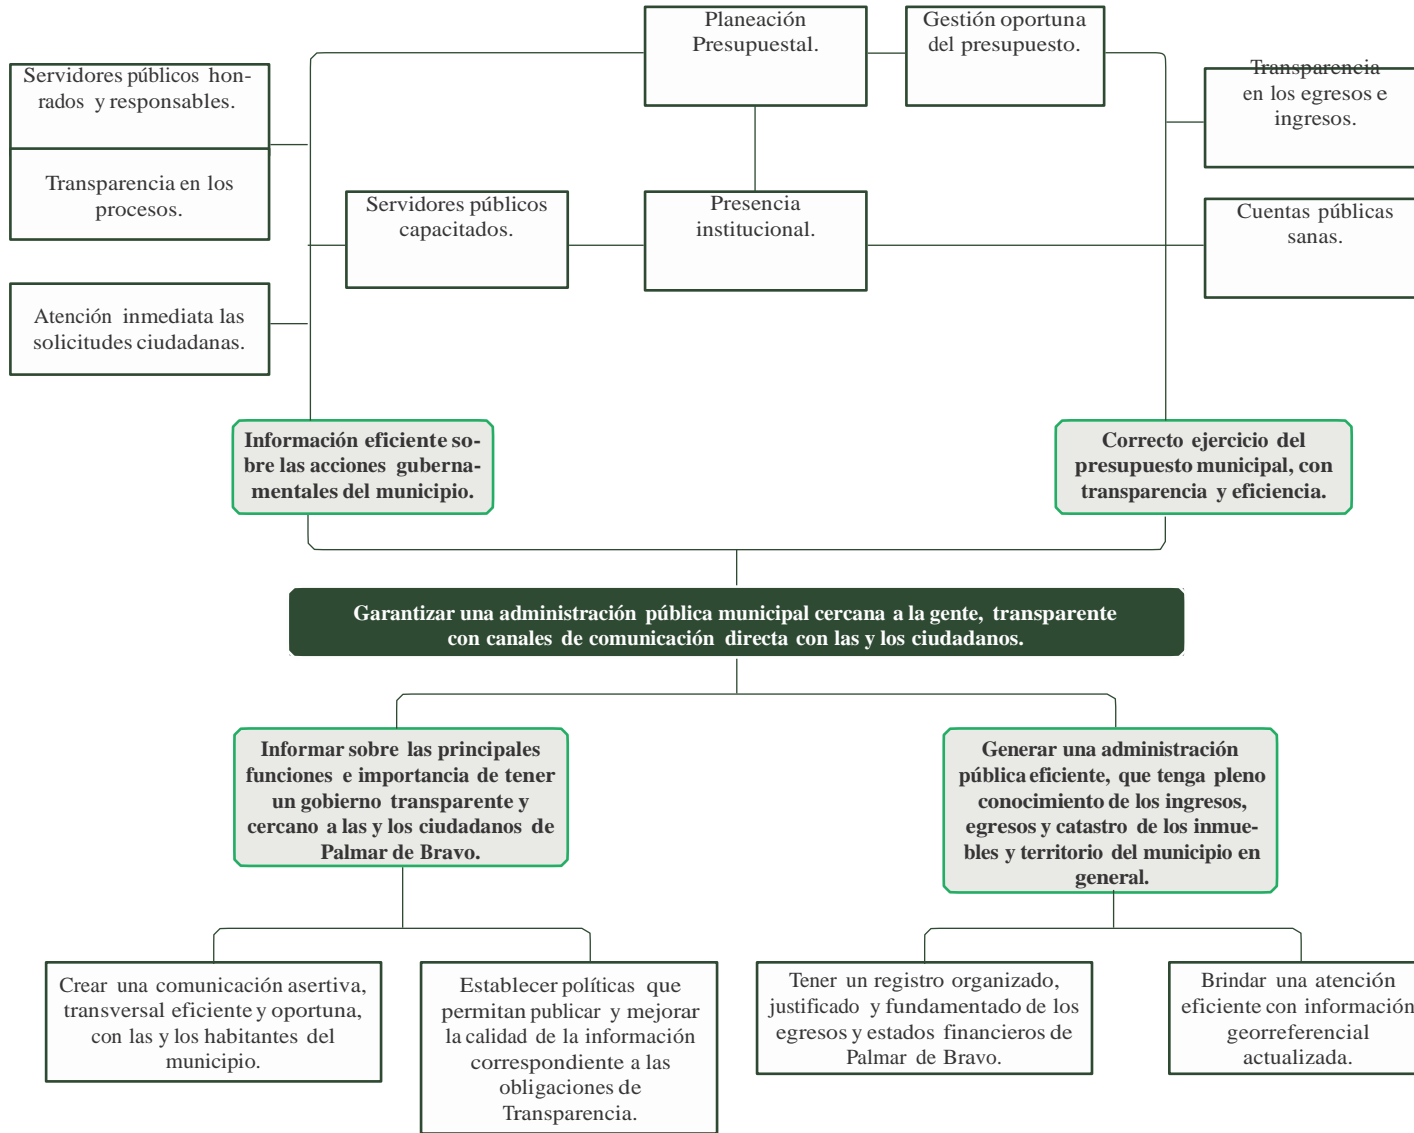 Planeación
Presupuestal.
Gestión oportuna
del presupuesto.
Servidores públicos hon-
rados y responsables.
Transparencia
en los egresos e
ingresos.
Transparencia en los
procesos.
Servidores públicos
capacitados.
Presencia
institucional.
Cuentas públicas
sanas.
Atención inmediata las
solicitudes ciudadanas.
Información eficiente so-
bre las acciones guberna-
mentales del municipio.
Correcto ejercicio del
presupuesto municipal, con
transparencia y eficiencia.
Garantizar una administración pública municipal cercana a la gente, transparente
con canales de comunicación directa con las y los ciudadanos.
Informar sobre las principales
funciones e importancia de tener
un gobierno transparente y
cercano a las y los ciudadanos de
Palmar de Bravo.
Generar una administración
pública eficiente, que tenga pleno
conocimiento de los ingresos,
egresos y catastro de los inmue-
bles y territorio del municipio en
general.
Crear una comunicación asertiva,
transversal eficiente y oportuna,
con las y los habitantes del
municipio.
Establecer políticas que
permitan publicar y mejorar
la calidad de la información
correspondiente a las
obligaciones de
Transparencia.
Tener un registro organizado,
justificado y fundamentado de los
egresos y estados financieros de
Palmar de Bravo.
Brindar una atención
eficiente con información
georreferencial
actualizada.